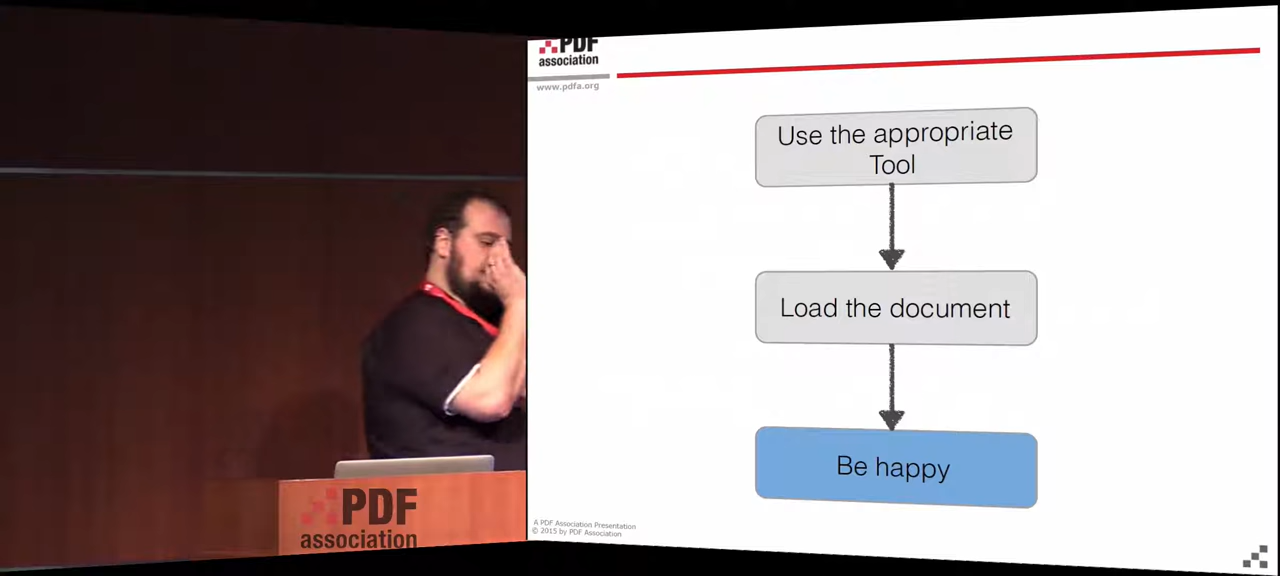 PDF
association
www.pdfa.org
Use the appropriate
Tool
Load the document
Be happy
A PDF Association Presentation
© 2015 by PDF Association
PDF
association